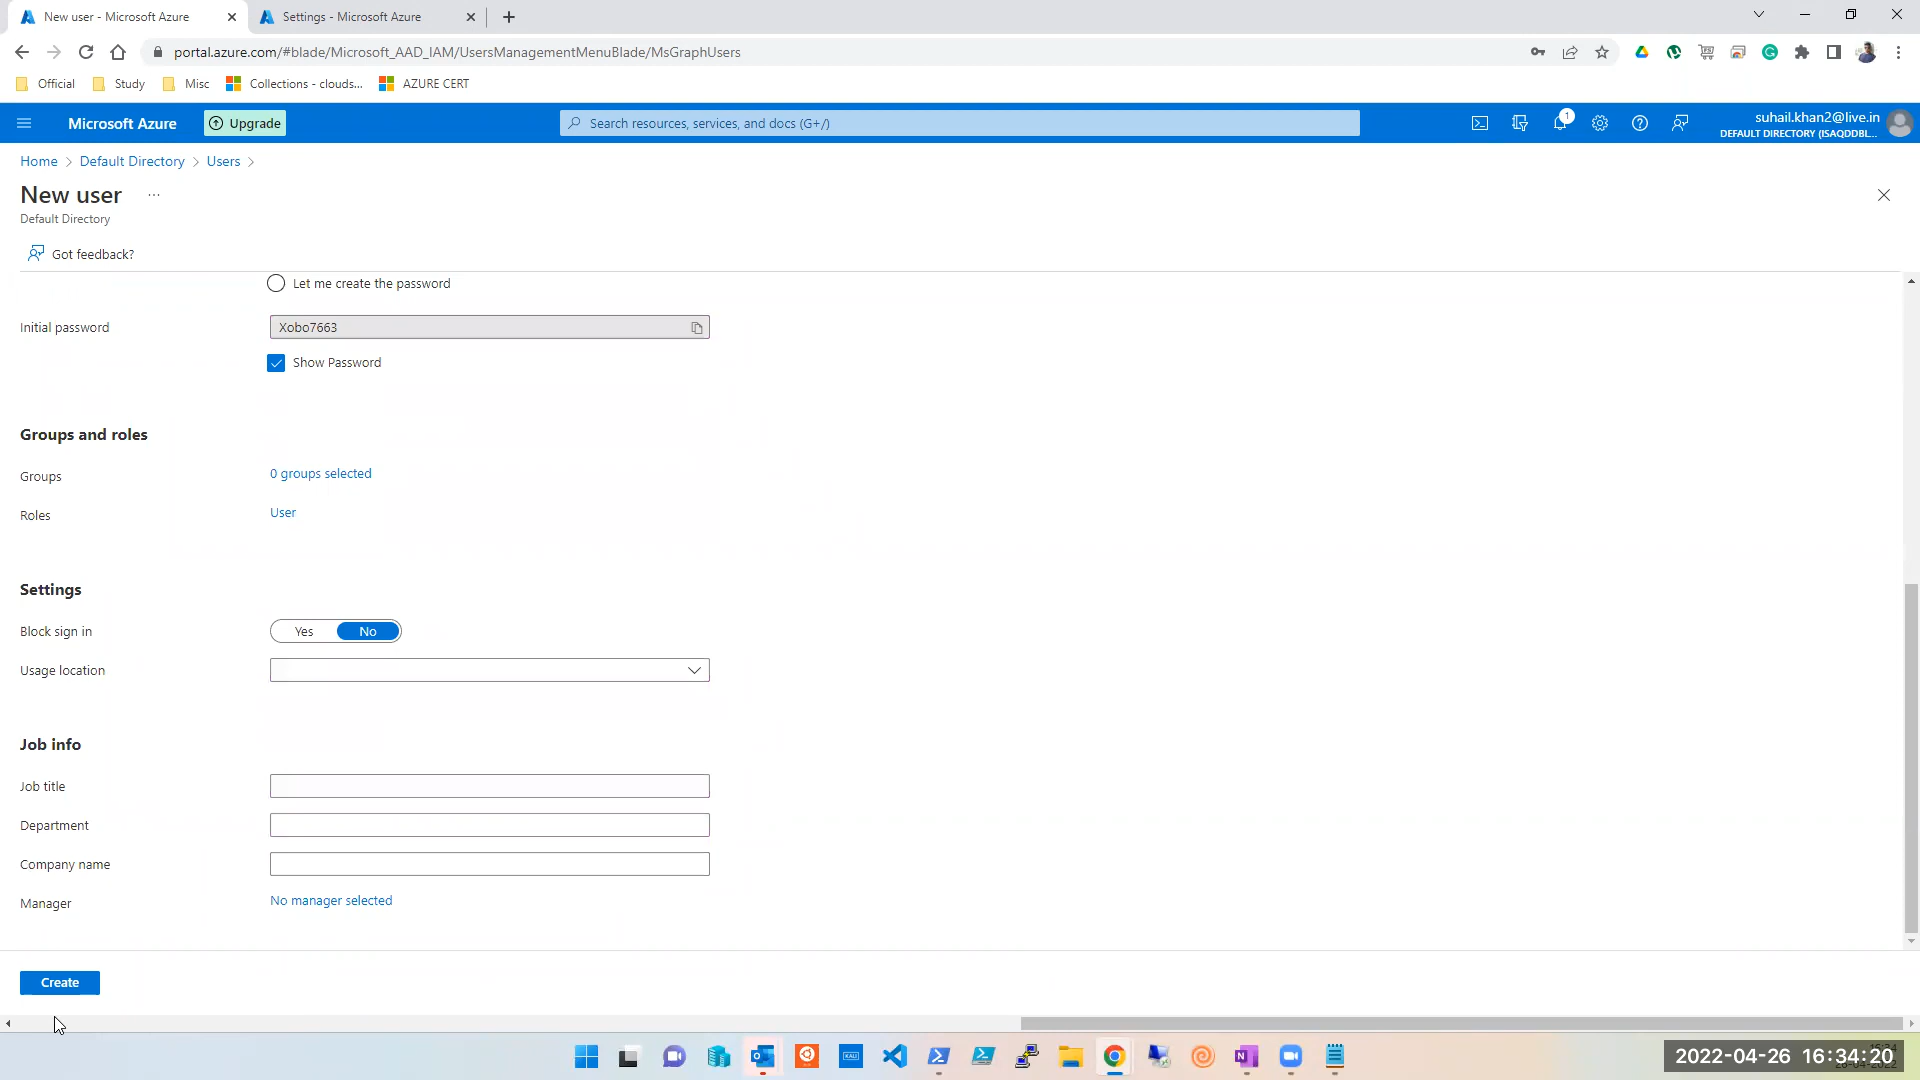 New user - Microsoft Azure
Settings - Microsoft Azure
portal.azure.com/#blade/Microsoft_AAD_IAM/UsersManagementMenuBlade/MsGraphUsers
Official
Study
Misc
Collections - clouds...
AZURE CERT
Microsoft Azure
Upgrade
Search resources, services, and docs (G+/)
1
suhail.khan2@live.in
DEFAULT DIRECTORY (ISAQDDBL...
Home > Default Directory > Users >
New user ...
Default Directory
Got feedback?
Let me create the password
Initial password
Xobo7663
Show Password
Groups and roles
Groups
0 groups selected
Roles
User
Settings
Block sign in
Yes
No
Usage location
Job info
Job title
Department
Company name
Manager
No manager selected
Create
2022-04-26 16:34:20